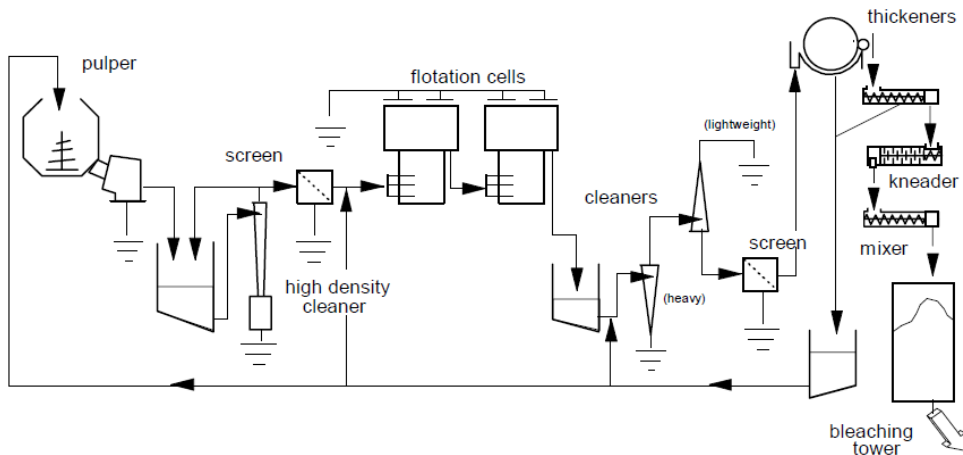 thickeners
pulper
flotation cells
(lightweight)
screen
kneader
cleaners
mixer
screen
high density
cleaner
(heavy)
bleaching
tower